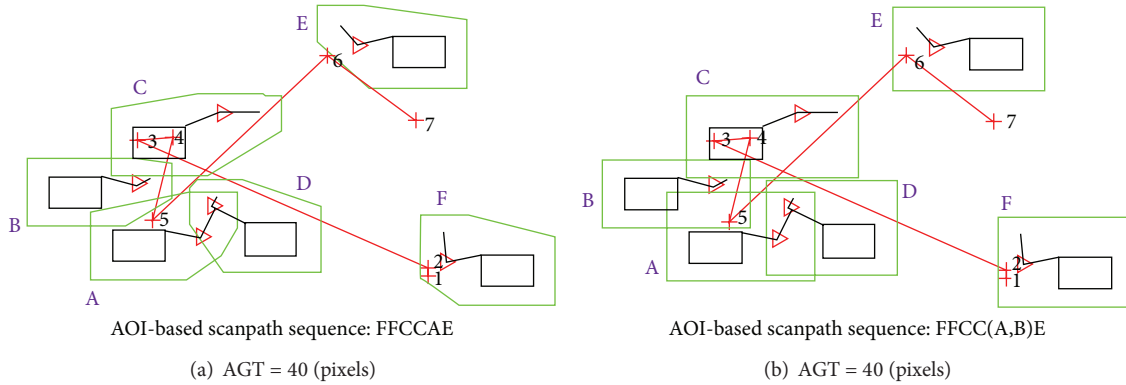 E
6
C
3
4
7
B
D
5
F
2
1
A
AOI-based scanpath sequence: FFCCAE
(a) AGT = 40 (pixels)
E
6
C
3
4
7
B
D
5
F
2
1
A
AOI-based scanpath sequence: FFCC(A,B)E
(b) AGT = 40 (pixels)